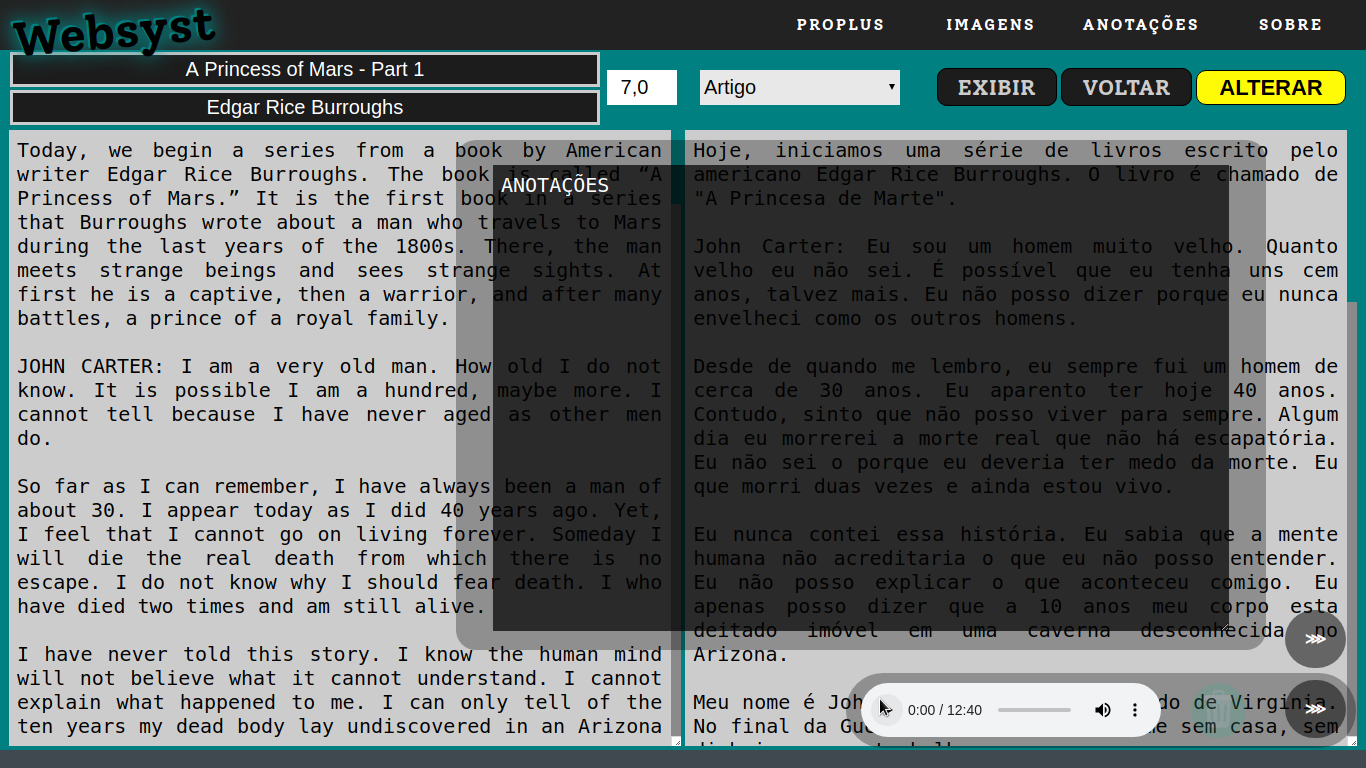 Websyst
PROPLUS IMAGENS ANOTAÇÕES SOBRE
A Princess of Mars - Part 1
Edgar Rice Burroughs
7,0
Artigo
EXIBIR
VOLTAR
ALTERAR
Today, we begin a series from a book by American
writer Edgar Rice Burroughs. The book is called “A
Princess of Mars.” It is the first book in a series
that Burroughs wrote about a man who travels to Mars
during the last years of the 1800s. There, the man
meets strange beings and sees strange sights. At
first he is a captive, then a warrior, and after many
battles, a prince of a royal family.
JOHN CARTER: I am a very old man. How old I do not
know. It is possible I am a hundred, maybe more. I
cannot tell because I have never aged as other men
do.
So far as I can remember, I have always been a man of
about 30. I appear today as I did 40 years ago. Yet,
I feel that I cannot go on living forever. Someday I
will die the real death from which there is no
escape. I do not know why I should fear death. I who
have died two times and am still alive.
I have never told this story. I know the human mind
will not believe what it cannot understand. I cannot
explain what happened to me. I can only tell of the
ten years my dead body lay undiscovered in an Arizona
ANOTAÇÕES
Hoje, iniciamos uma série de livros escrito pelo
americano Edgar Rice Burroughs. O livro é chamado de
"A Princesa de Marte".
John Carter: Eu sou um homem muito velho. Quanto
velho eu não sei. É possível que eu tenha uns cem
anos, talvez mais. Eu não posso dizer porque eu nunca
envelheci como os outros homens.
Desde de quando me lembro, eu sempre fui um homem de
cerca de 30 anos. Eu aparento ter hoje 40 anos.
Contudo, sinto que não posso viver para sempre. Algum
dia eu morrerei a morte real que não há escapatória.
Eu não sei o porque eu deveria ter medo da morte. Eu
que morri duas vezes e ainda estou vivo.
Eu nunca contei essa história. Eu sabia que a mente
humana não acreditaria o que eu não posso entender.
Eu não posso explicar o que aconteceu comigo. Eu
apenas posso dizer que a 10 anos meu corpo esta
deitado imóvel em uma caverna desconhecida no
Arizona.
Meu nome é Joh do de Virginia.
No final da Gu me sem casa, sem
0:00 / 12:40